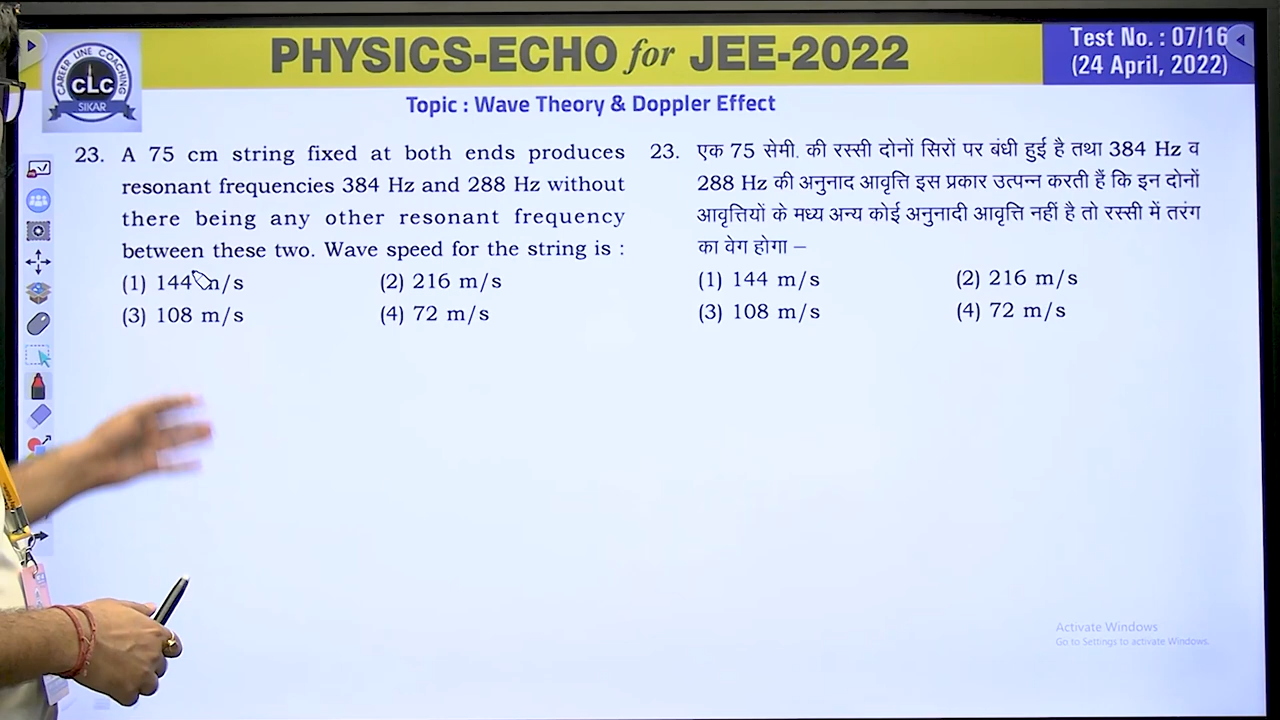 PHYSICS-ECHO for JEE-2022
Test No. : 07/16
(24 April, 2022)
CAREER LINE COACHING
CLC
SIKAR
Topic : Wave Theory & Doppler Effect
23. A 75 cm string fixed at both ends produces
resonant frequencies 384 Hz and 288 Hz without
there being any other resonant frequency
between these two. Wave speed for the string is :
(1) 144 m/s (2) 216 m/s
(3) 108 m/s (4) 72 m/s
23. एक 75 सेमी. की रस्सी दोनों सिरों पर बंधी हुई है तथा 384 Hz व
288 Hz की अनुनाद आवृत्ति इस प्रकार उत्पन्न करती हैं कि इन दोनों
आवृत्तियों के मध्य अन्य कोई अनुनादी आवृत्ति नहीं है तो रस्सी में तरंग
का वेग होगा –
(1) 144 m/s (2) 216 m/s
(3) 108 m/s (4) 72 m/s
Activate Windows
Go to Settings to activate Windows.